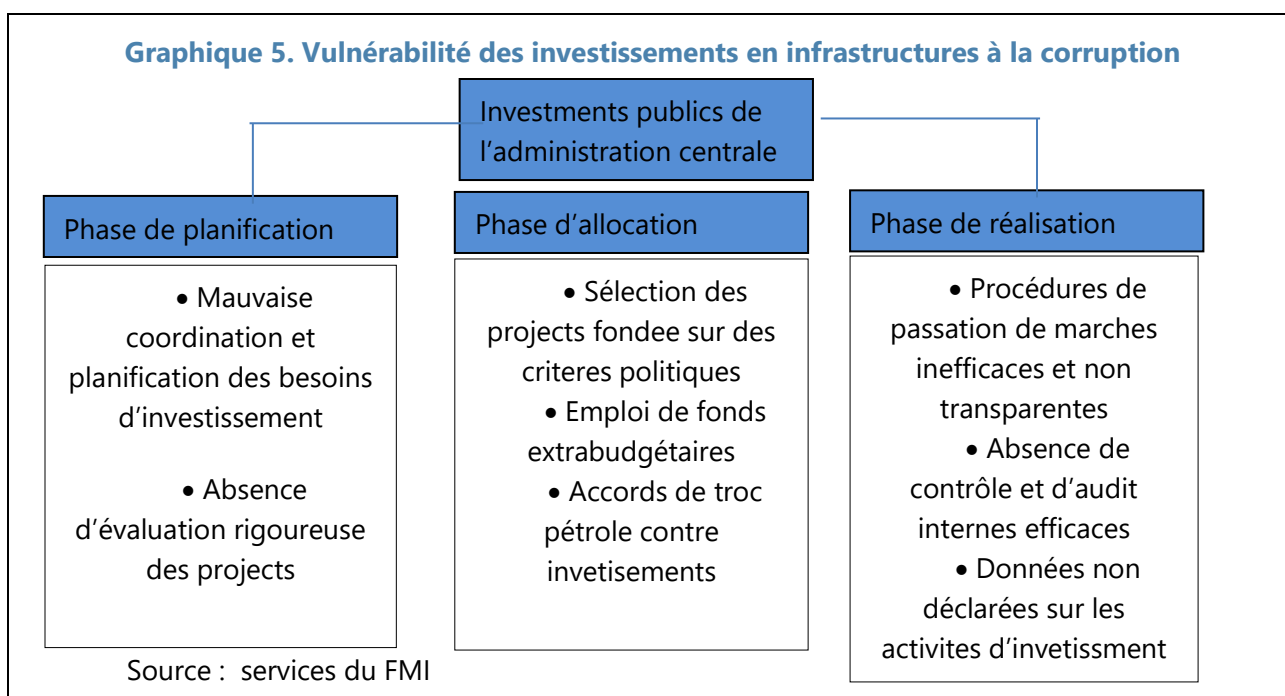 Graphique 5. Vulnérabilité des investissements en infrastructures à la corruption
Investments publics de
l'administration centrale
Phase de planification
• Mauvaise
coordination et
planification des besoins
d'investissement
• Absence
d'évaluation rigoureuse
des projects
Phase d'allocation
• Sélection des
projects fondee sur des
criteres politiques
• Emploi de fonds
extrabudgétaires
• Accords de troc
pétrole contre
invetisements
Phase de réalisation
• Procédures de
passation de marches
inefficaces et non
transparentes
• Absence de
contrôle et d'audit
internes efficaces
• Données non
déclarées sur les
activites d'invetissment
Source : services du FMI